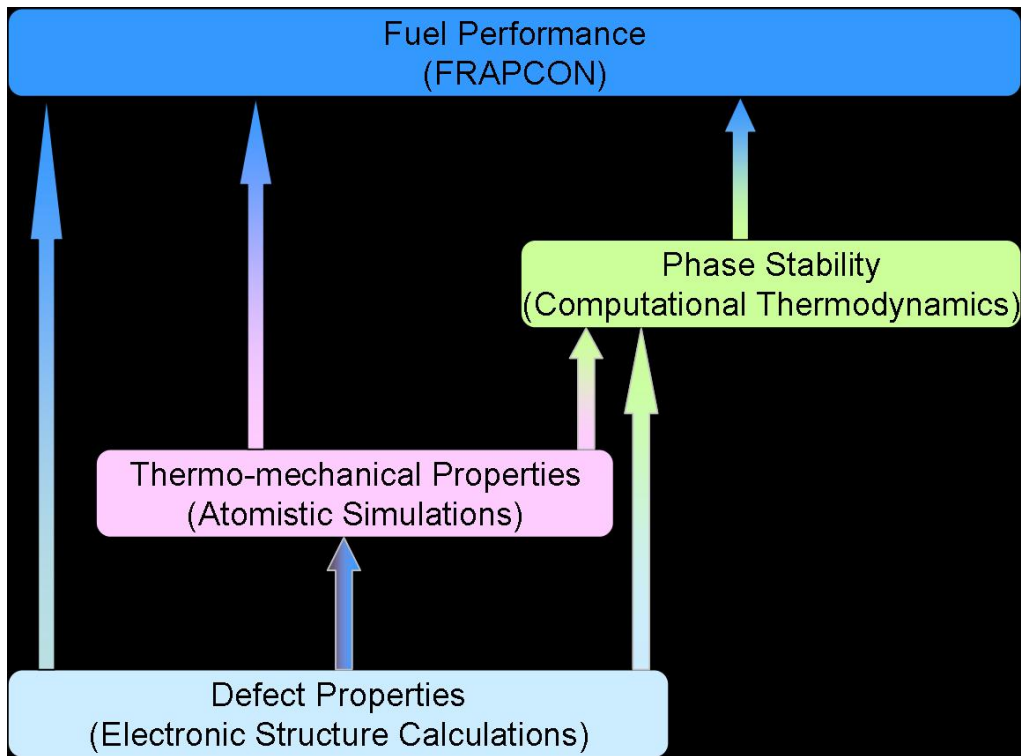 Fuel Performance
(FRAPCON)
Phase Stability
(Computational Thermodynamics)
Thermo-mechanical Properties
(Atomistic Simulations)
Defect Properties
(Electronic Structure Calculations)